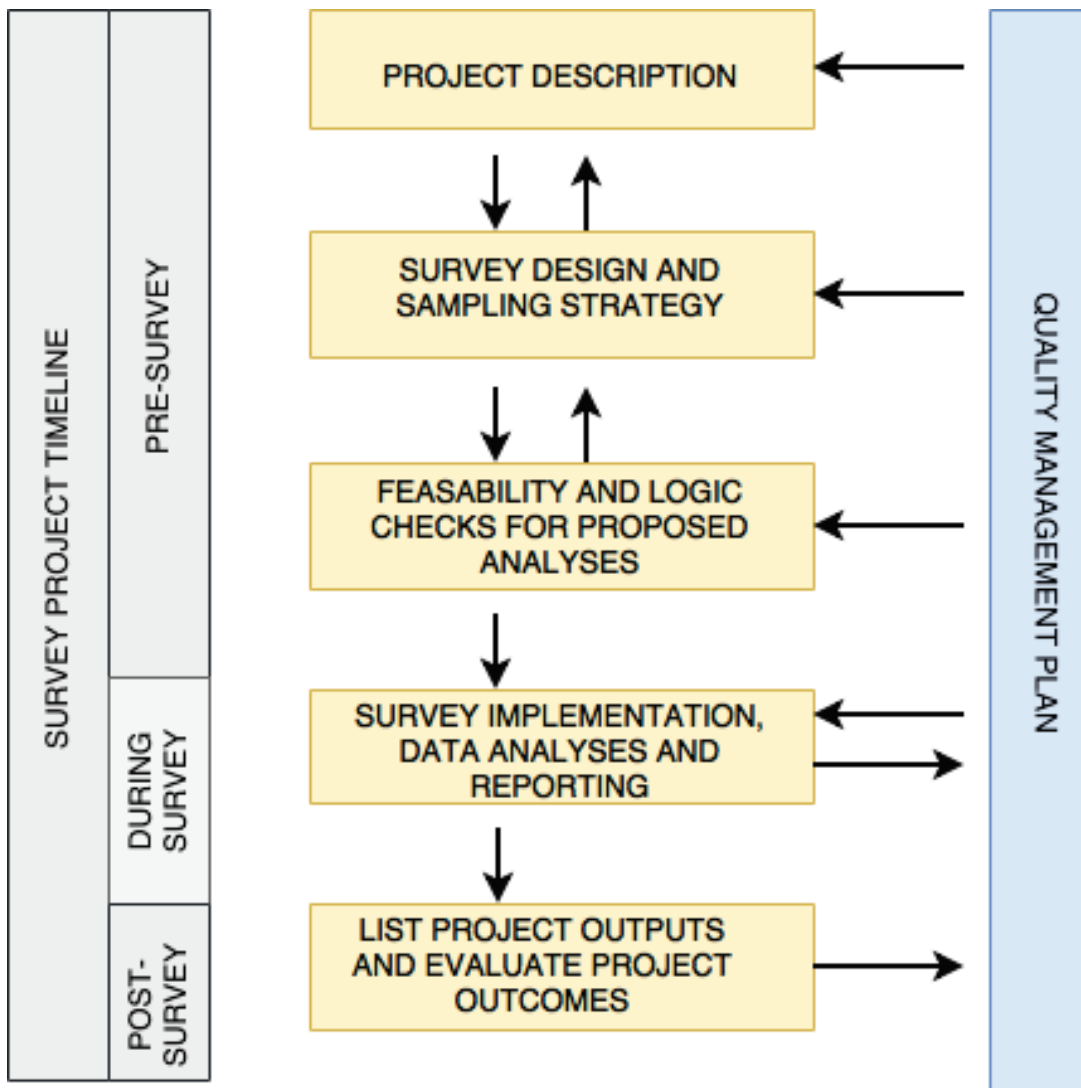 SURVEY PROJECT TIMELINE
PRE-SURVEY
DURING
SURVEY
POST-
SURVEY
PROJECT DESCRIPTION
SURVEY DESIGN AND
SAMPLING STRATEGY
FEASABILITY AND LOGIC
CHECKS FOR PROPOSED
ANALYSES
SURVEY IMPLEMENTATION,
DATA ANALYSES AND
REPORTING
LIST PROJECT OUTPUTS
AND EVALUATE PROJECT
OUTCOMES
QUALITY MANAGEMENT PLAN